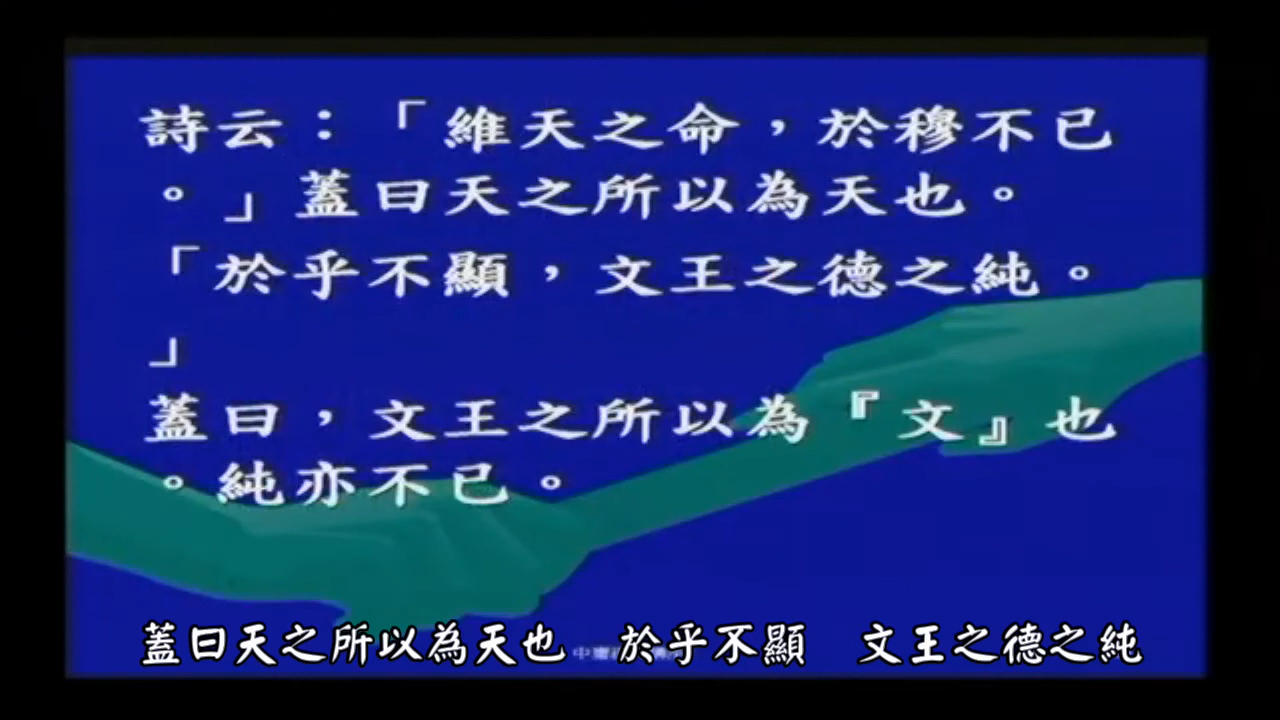 詩云：「維天之命，於穆不已
。」蓋曰天之所以為天也。
「於乎不顯，文王之德之純。
」
蓋曰，文王之所以為『文』也
。純亦不已。
蓋曰天之所以為天也　於乎不顯　文王之德之純